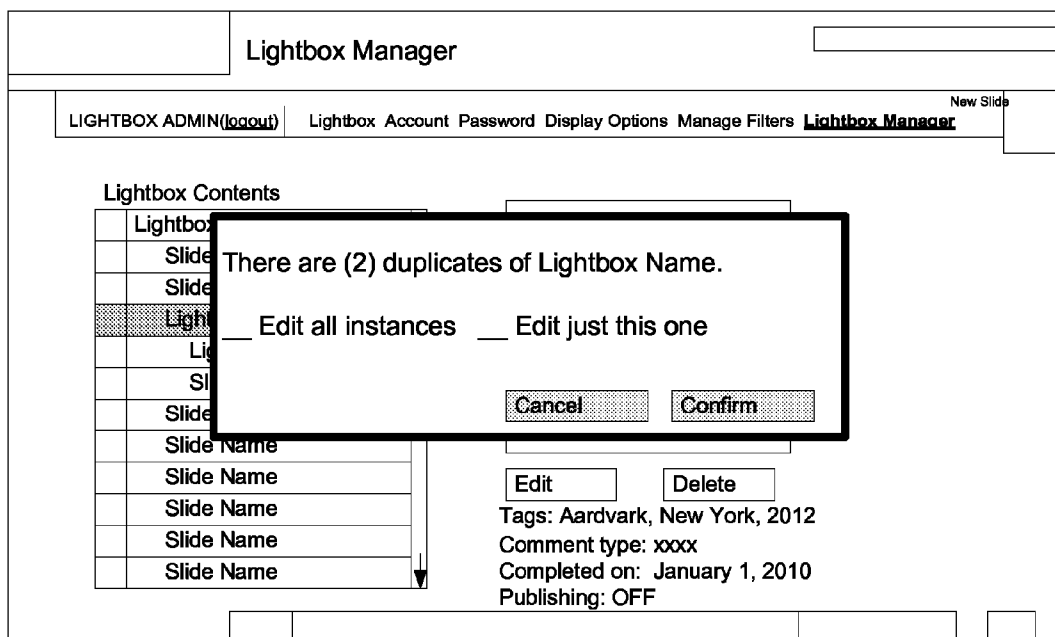 Lightbox Manager
New Slide
LIGHTBOX ADMIN(logout) Lightbox Account Password Display Options Manage Filters Lightbox Manager
Lightbox Contents
Lightbox
Slide
There are (2) duplicates of Lightbox Name.
Slide
Edit all instances Edit just this one
Slide
Cancel Confirm
Slide Name
Slide Name
Edit Delete
Slide Name
Tags: Aardvark, New York, 2012
Slide Name
Comment type: xxxx
Slide Name
Completed on: January 1, 2010
Publishing: OFF